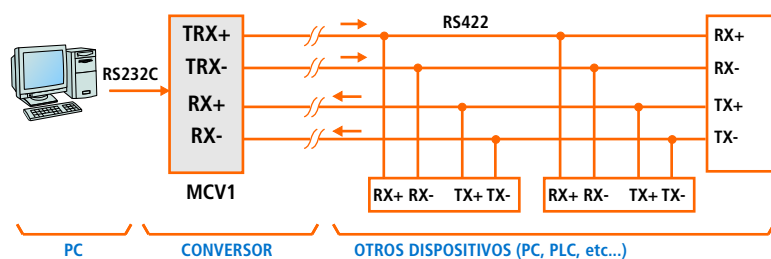 RS232C
TRX+
TRX-
RX+
RX-
MCV1
RS422
RX+
RX-
TX+
TX-
RX+ RX- TX+ TX-
RX+ RX- TX+ TX-
PC
CONVERSOR
OTROS DISPOSITIVOS (PC, PLC, etc...)